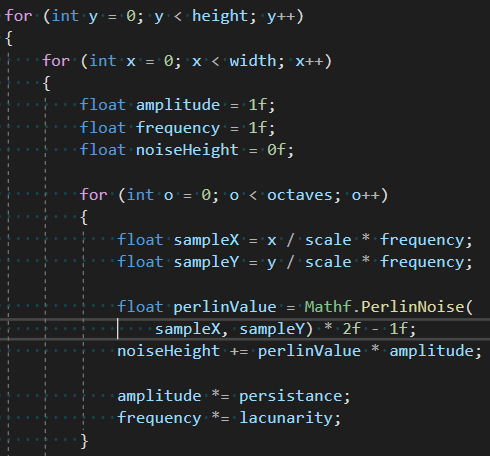 for (int y = 0; y < height; y++)
{
    for (int x = 0; x < width; x++)
    {
        float amplitude = 1f;
        float frequency = 1f;
        float noiseHeight = 0f;

        for (int o = 0; o < octaves; o++)
        {
            float sampleX = x / scale * frequency;
            float sampleY = y / scale * frequency;

            float perlinValue = Mathf.PerlinNoise(
                sampleX, sampleY) * 2f - 1f;
            noiseHeight += perlinValue * amplitude;

            amplitude *= persistance;
            frequency *= lacunarity;
        }